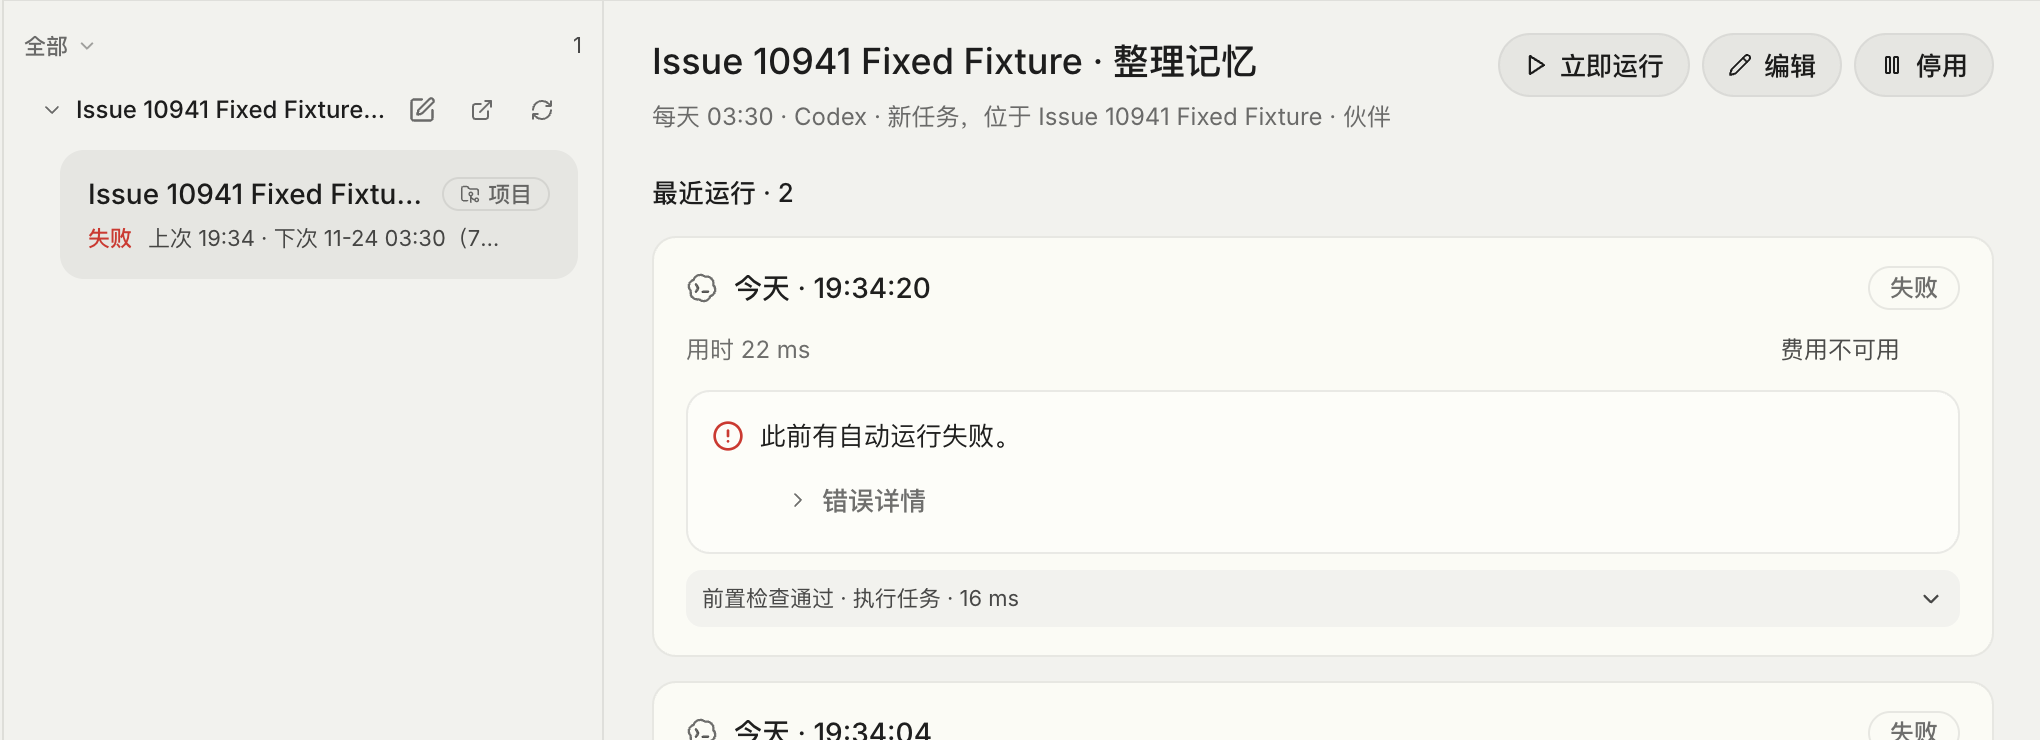 全部
1
Issue 10941 Fixed Fixture...
Issue 10941 Fixed Fixtu...
项目
失败 上次 19:34 · 下次 11-24 03:30（7...
Issue 10941 Fixed Fixture · 整理记忆
立即运行
编辑
停用
每天 03:30 · Codex · 新任务，位于 Issue 10941 Fixed Fixture · 伙伴
最近运行 · 2
今天 · 19:34:20
失败
用时 22 ms
费用不可用
此前有自动运行失败。
错误详情
前置检查通过 · 执行任务 · 16 ms
今天 · 19:34:04
失败